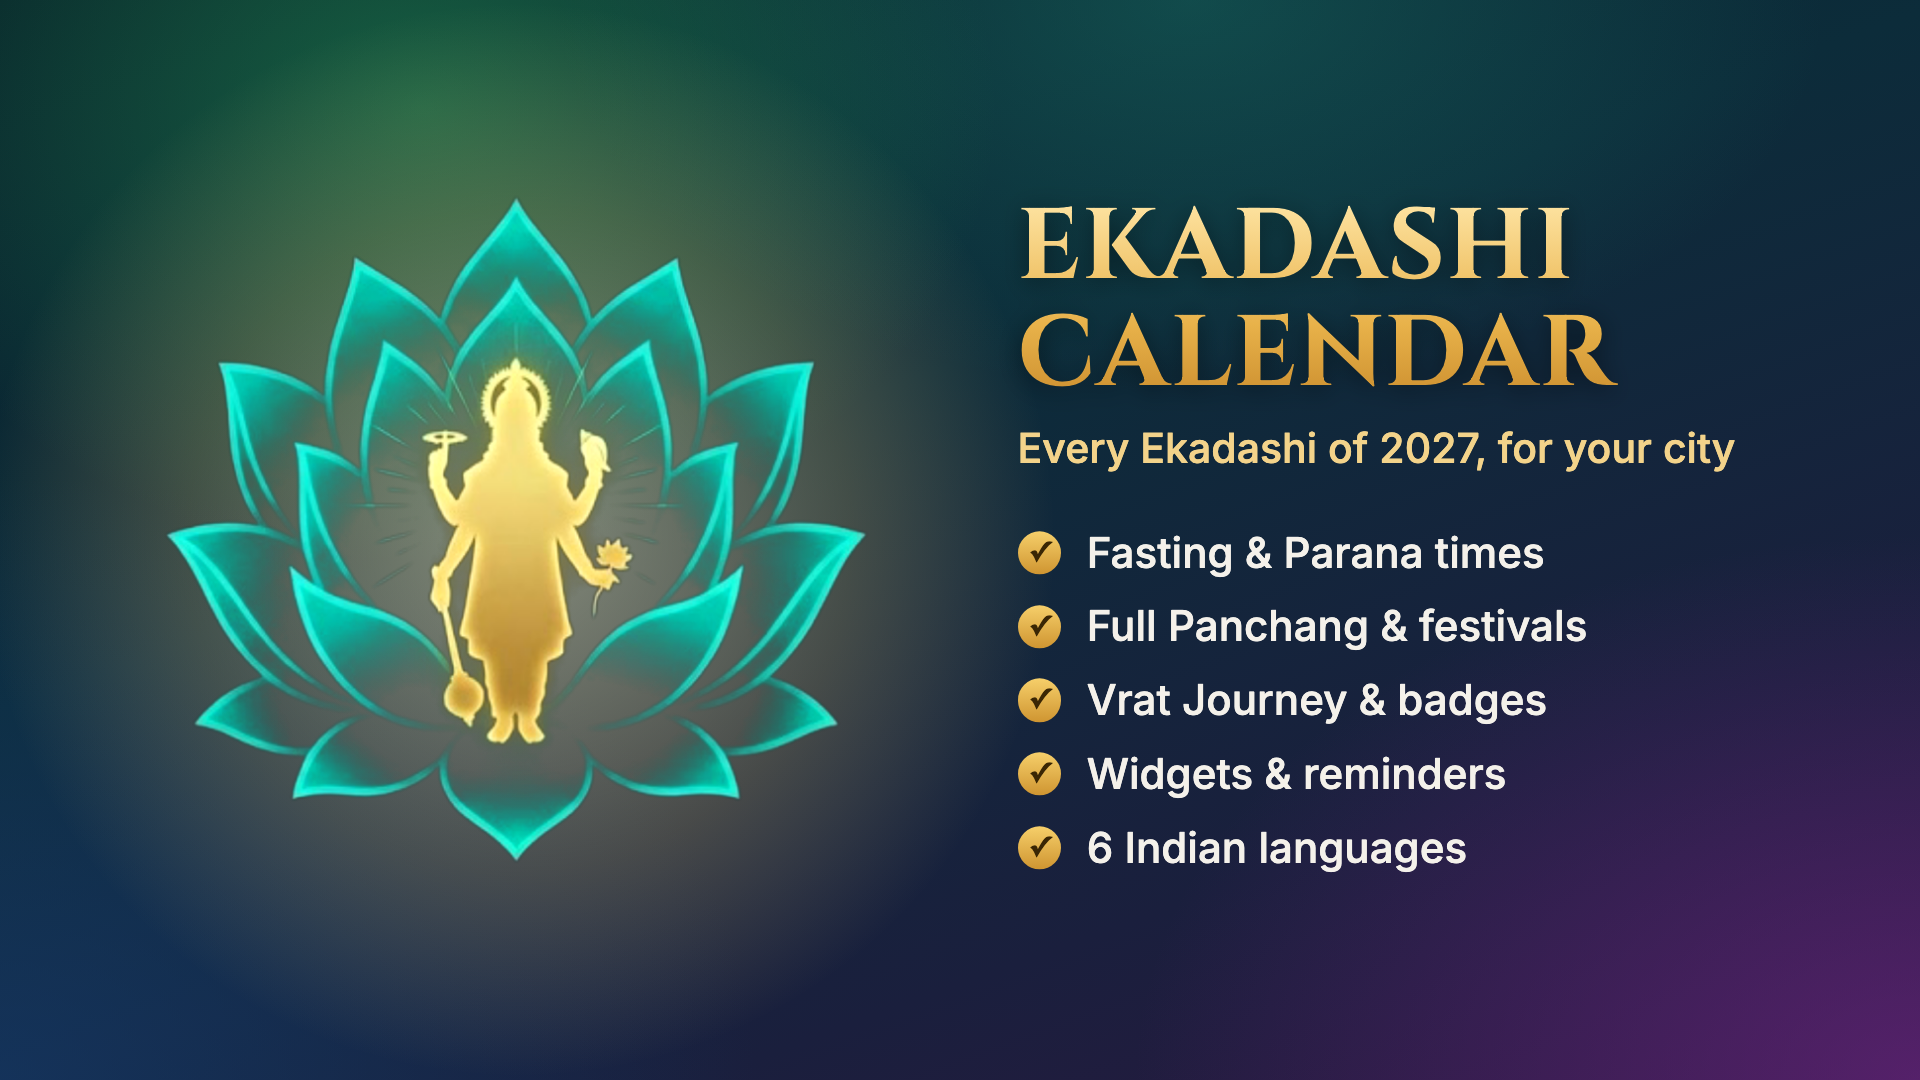 EKADASHI
CALENDAR
Every Ekadashi of 2027, for your city
Fasting & Parana times
Full Panchang & festivals
Vrat Journey & badges
Widgets & reminders
6 Indian languages